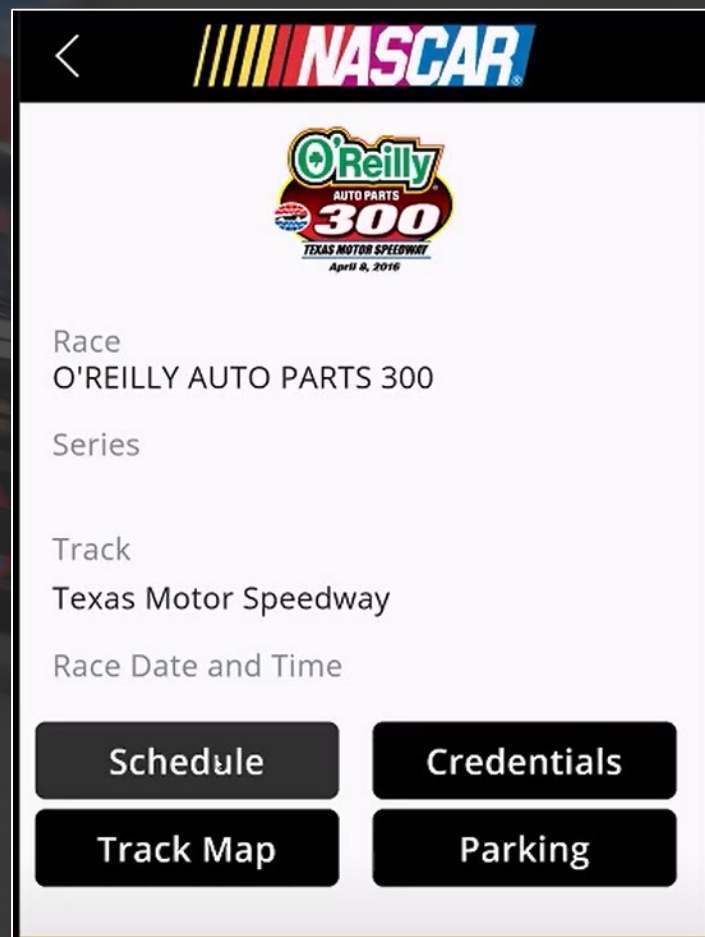 NASCAR
O'Reilly
AUTO PARTS
300
TEXAS MOTOR SPEEDWAY
April 8, 2016
Race
O'REILLY AUTO PARTS 300
Series
Track
Texas Motor Speedway
Race Date and Time
Schedule
Credentials
Track Map
Parking